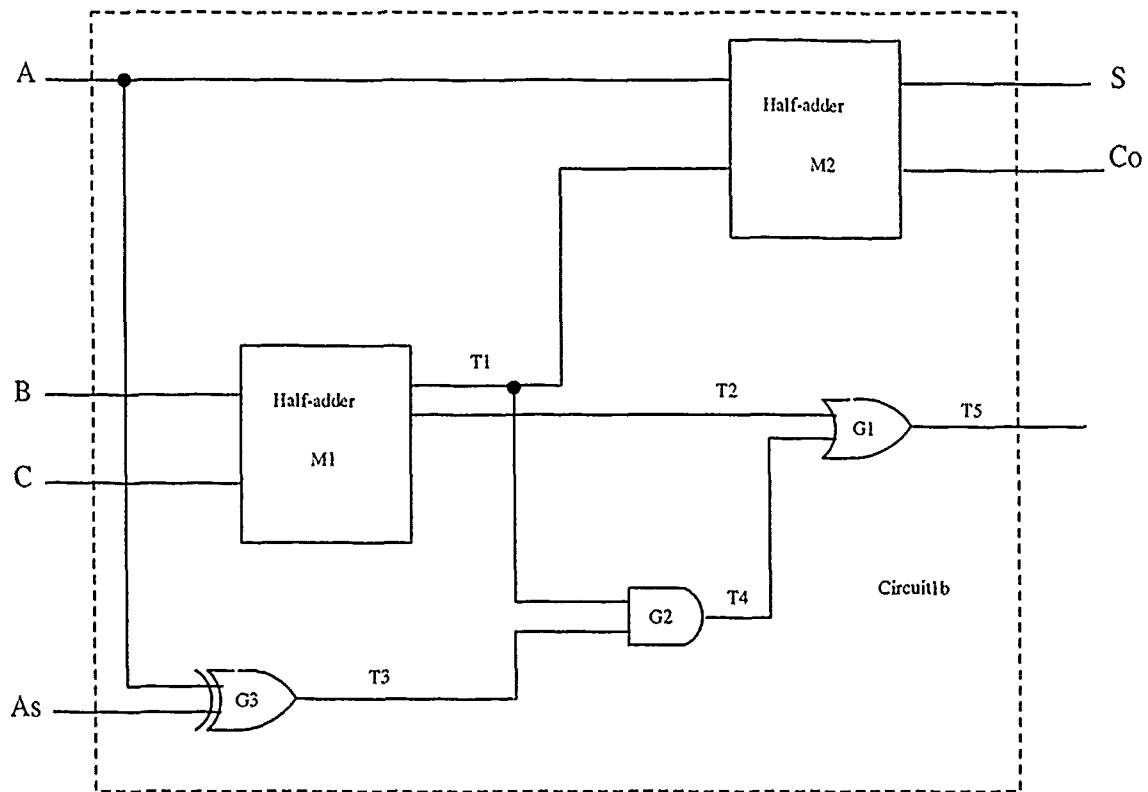 A
Half-adder
M2
S
Co
T1
T2
B
Half-adder
M1
G1
T5
C
G2
T4
Circuit1b
T3
G3
As